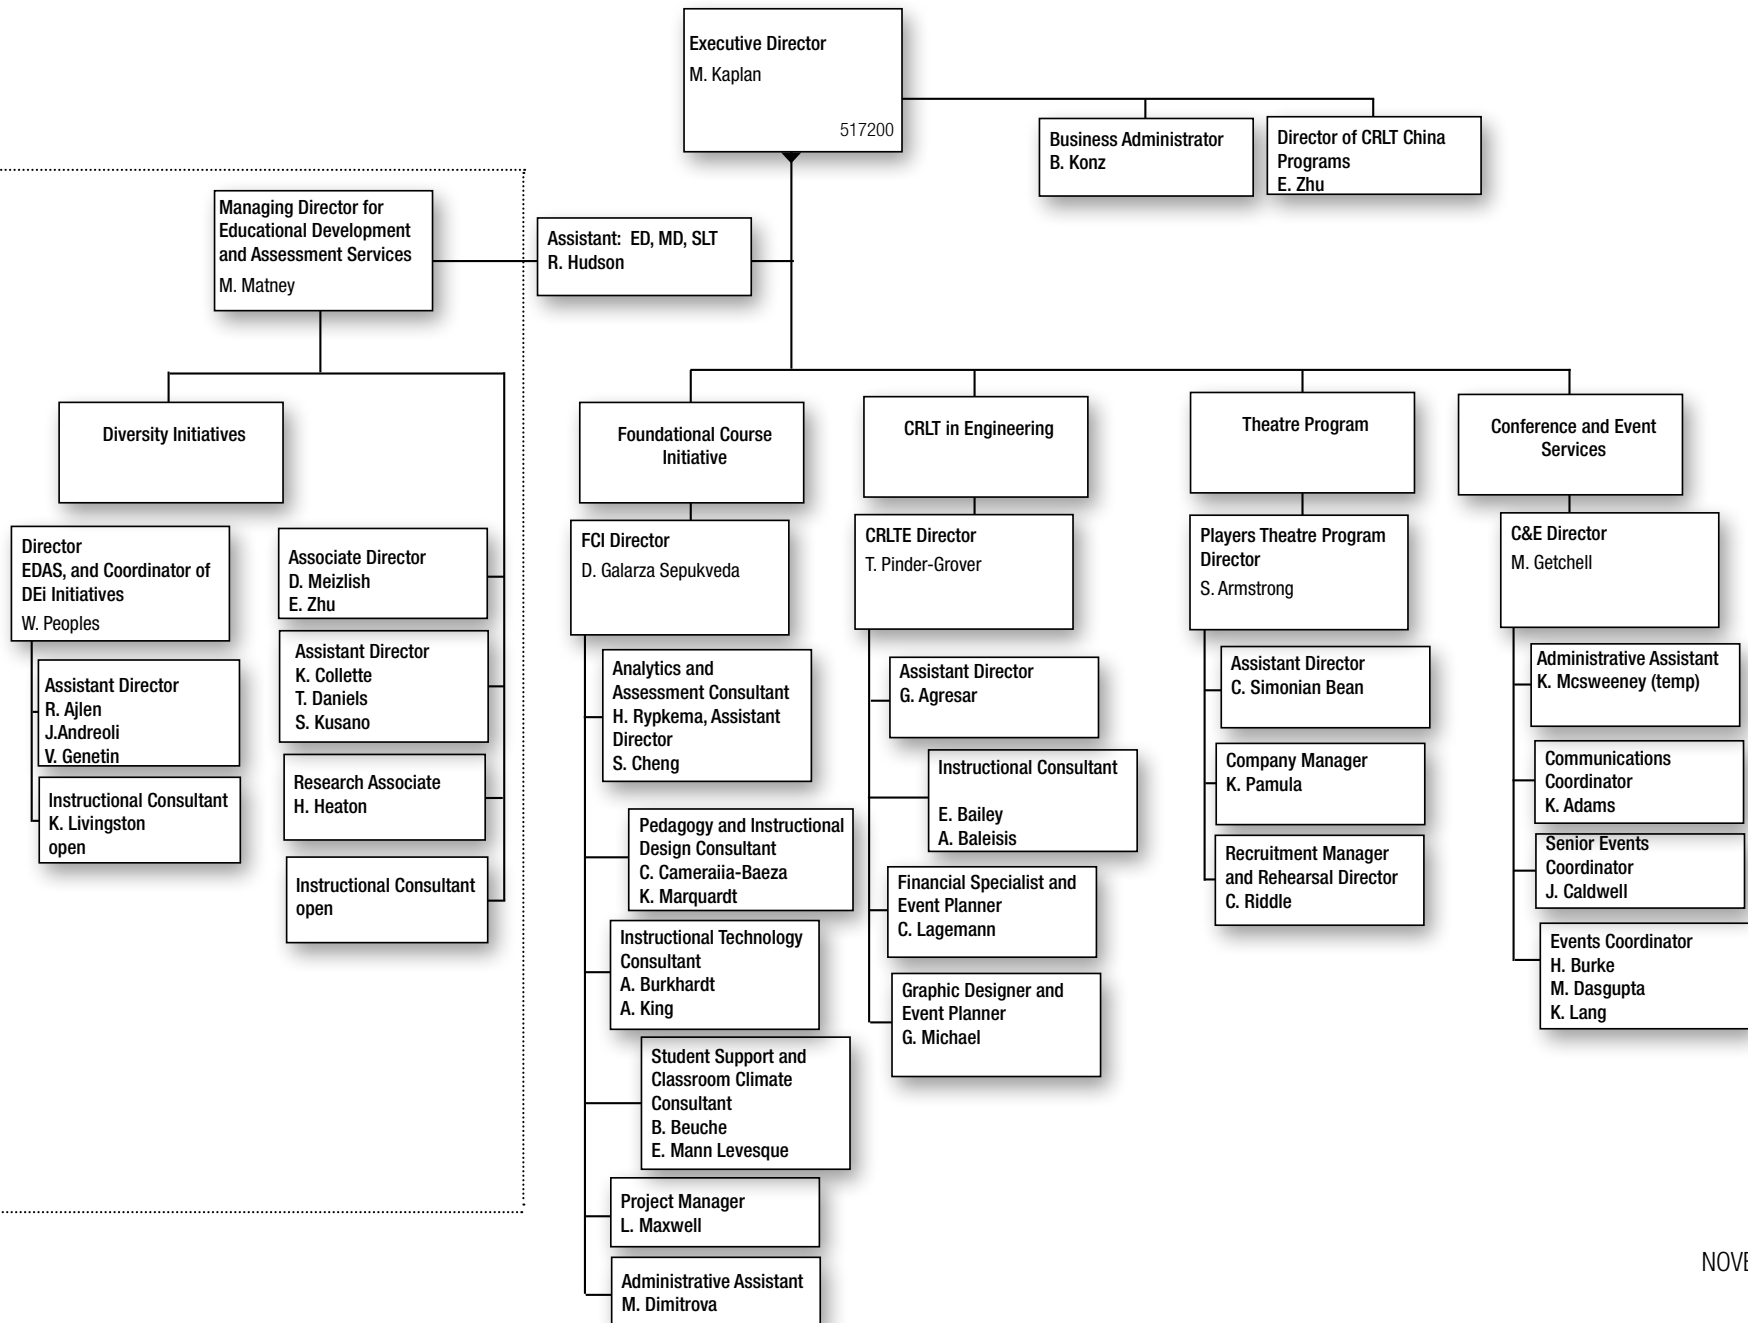 Executive Director
M. Kaplan
517200
Business Administrator
B. Konz
Director of CRLT China
Programs
E. Zhu
Managing Director for
Educational Development
and Assessment Services
M. Matney
Assistant: ED, MD, SLT
R. Hudson
Diversity Initiatives
Director
EDAS, and Coordinator of
DEi Initiatives
W. Peoples
Assistant Director
R. Ajlen
J.Andreoli
V. Genetin
Instructional Consultant
K. Livingston
open
Associate Director
D. Meizlish
E. Zhu
Assistant Director
K. Collette
T. Daniels
S. Kusano
Research Associate
H. Heaton
Instructional Consultant
open
Foundational Course
Initiative
FCI Director
D. Galarza Sepukveda
Analytics and
Assessment Consultant
H. Rypkema, Assistant
Director
S. Cheng
Pedagogy and Instructional
Design Consultant
C. Cameraiia-Baeza
K. Marquardt
Instructional Technology
Consultant
A. Burkhardt
A. King
Student Support and
Classroom Climate
Consultant
B. Beuche
E. Mann Levesque
Project Manager
L. Maxwell
Administrative Assistant
M. Dimitrova
CRLT in Engineering
CRLTE Director
T. Pinder-Grover
Assistant Director
G. Agresar
Instructional Consultant
E. Bailey
A. Baleisis
Financial Specialist and
Event Planner
C. Lagemann
Graphic Designer and
Event Planner
G. Michael
Theatre Program
Players Theatre Program
Director
S. Armstrong
Assistant Director
C. Simonian Bean
Company Manager
K. Pamula
Recruitment Manager
and Rehearsal Director
C. Riddle
Conference and Event
Services
C&E Director
M. Getchell
Administrative Assistant
K. Mcsweeney (temp)
Communications
Coordinator
K. Adams
Senior Events
Coordinator
J. Caldwell
Events Coordinator
H. Burke
M. Dasgupta
K. Lang
NOVE